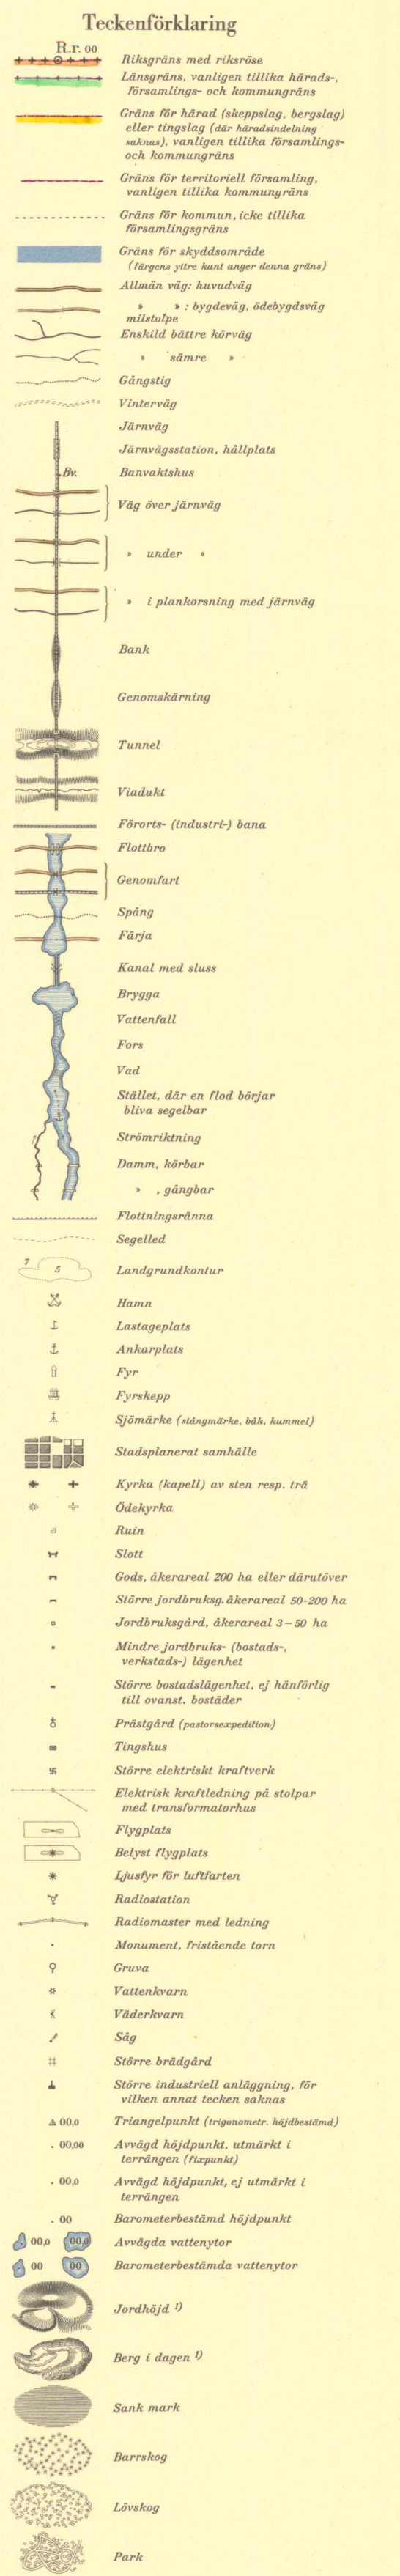 Teckenförklaring
R.r. 00
Riksgräns med riksröse
Länsgräns, vanligen tillika härads-,
församlings- och kommungräns
Gräns för härad (skeppslag, bergslag)
eller tingslag (där häradsindelning
saknas), vanligen tillika församlings-
och kommungräns
Gräns för territoriell församling,
vanligen tillika kommungräns
Gräns för kommun, icke tillika
församlingsgräns
Gräns för skyddsområde
(färgens yttre kant anger denna gräns)
Allmän väg: huvudväg
» » : bygdeväg, ödebygdsväg
milstolpe
Enskild bättre körväg
» sämre »
Gångstig
Vinterväg
Järnväg
Järnvägsstation, hållplats
Bv. Banvaktshus
Väg över järnväg
» under »
» i plankorsning med järnväg
Bank
Genomskärning
Tunnel
Viadukt
Förorts- (industri-) bana
Flottbro
Genomfart
Spång
Färja
Kanal med sluss
Brygga
Vattenfall
Fors
Vad
Stället, där en flod börjar
bliva segelbar
Strömriktning
Damm, körbar
» , gångbar
Flottningsränna
Segelled
7 5 Landgrundkontur
Hamn
Lastageplats
Ankarplats
Fyr
Fyrskepp
Sjömärke (stångmärke, båk, kummel)
Stadsplanerat samhälle
Kyrka (kapell) av sten resp. trä
Ödekyrka
Ruin
Slott
Gods, åkerareal 200 ha eller därutöver
Större jordbruksg. åkerareal 50-200 ha
Jordbruksgård, åkerareal 3–50 ha
Mindre jordbruks- (bostads-,
verkstads-) lägenhet
Större bostadslägenhet, ej hänförlig
till ovanst. bostäder
Prästgård (pastorsexpedition)
Tingshus
Större elektriskt kraftverk
Elektrisk kraftledning på stolpar
med transformatorhus
Flygplats
Belyst flygplats
Ljusfyr för luftfarten
Radiostation
Radiomaster med ledning
Monument, fristående torn
Gruva
Vattenkvarn
Väderkvarn
Såg
Större brädgård
Större industriell anläggning, för
vilken annat tecken saknas
00,0 Triangelpunkt (trigonometr. höjdbestämd)
. 00,00 Avvägd höjdpunkt, utmärkt i
terrängen (fixpunkt)
. 00,0 Avvägd höjdpunkt, ej utmärkt i
terrängen
. 00 Barometerbestämd höjdpunkt
00,0 00,0 Avvägda vattenytor
00 00 Barometerbestämda vattenytor
Jordhöjd 1)
Berg i dagen 1)
Sank mark
Barrskog
Lövskog
Park